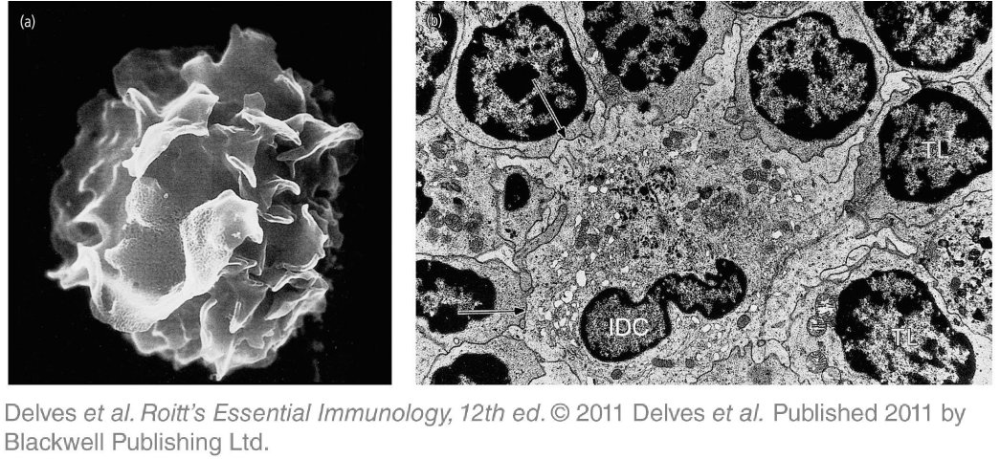 (a)
(b)
TL
IDC
TL
Delves et al. Roitt's Essential Immunology, 12th ed. © 2011 Delves et al. Published 2011 by
Blackwell Publishing Ltd.